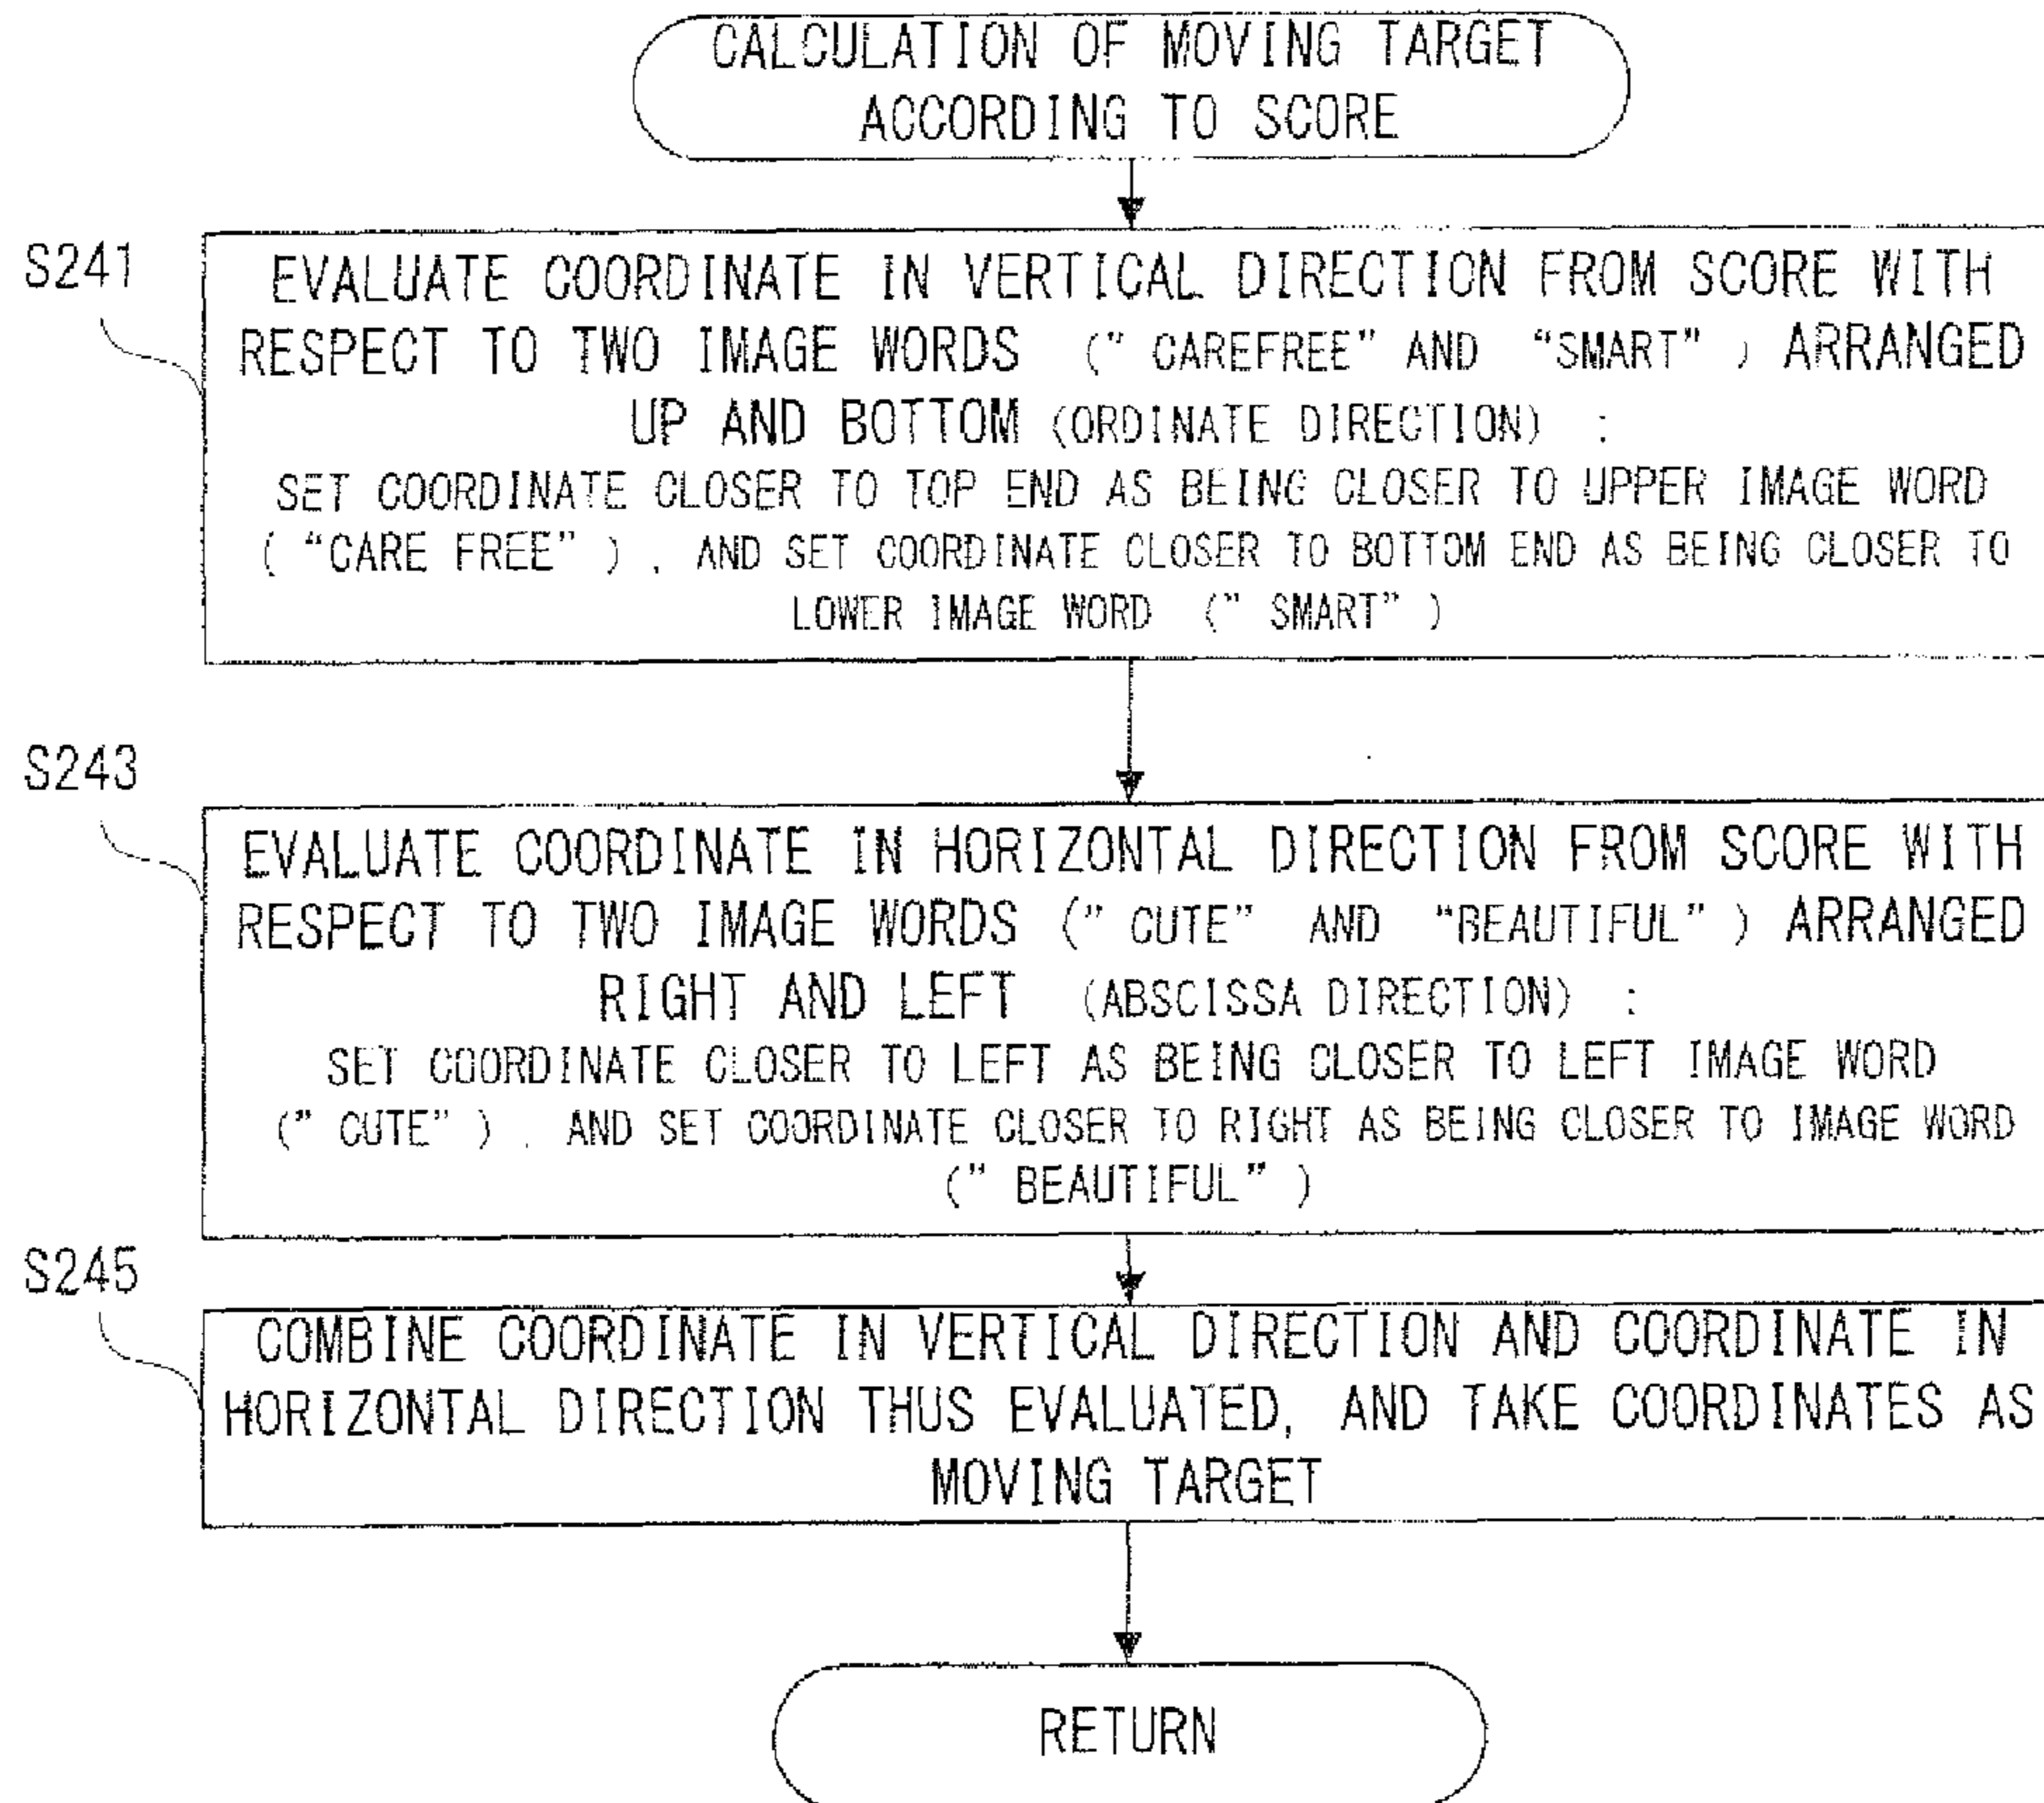 CALCULATION OF MOVING TARGET
ACCORDING TO SCORE
S241
EVALUATE COORDINATE IN VERTICAL DIRECTION FROM SCORE WITH
RESPECT TO TWO IMAGE WORDS (" CAREFREE" AND "SMART" ) ARRANGED
UP AND BOTTOM (ORDINATE DIRECTION) :
SET COORDINATE CLOSER TO TOP END AS BEING CLOSER TO UPPER IMAGE WORD
( "CARE FREE" ) , AND SET COORDINATE CLOSER TO BOTTOM END AS BEING CLOSER TO
LOWER IMAGE WORD (" SMART" )
S243
EVALUATE COORDINATE IN HORIZONTAL DIRECTION FROM SCORE WITH
RESPECT TO TWO IMAGE WORDS (" CUTE" AND "BEAUTIFUL" ) ARRANGED
RIGHT AND LEFT (ABSCISSA DIRECTION) :
SET COORDINATE CLOSER TO LEFT AS BEING CLOSER TO LEFT IMAGE WORD
(" CUTE" ) , AND SET COORDINATE CLOSER TO RIGHT AS BEING CLOSER TO IMAGE WORD
(" BEAUTIFUL" )
S245
COMBINE COORDINATE IN VERTICAL DIRECTION AND COORDINATE IN
HORIZONTAL DIRECTION THUS EVALUATED, AND TAKE COORDINATES AS
MOVING TARGET
RETURN